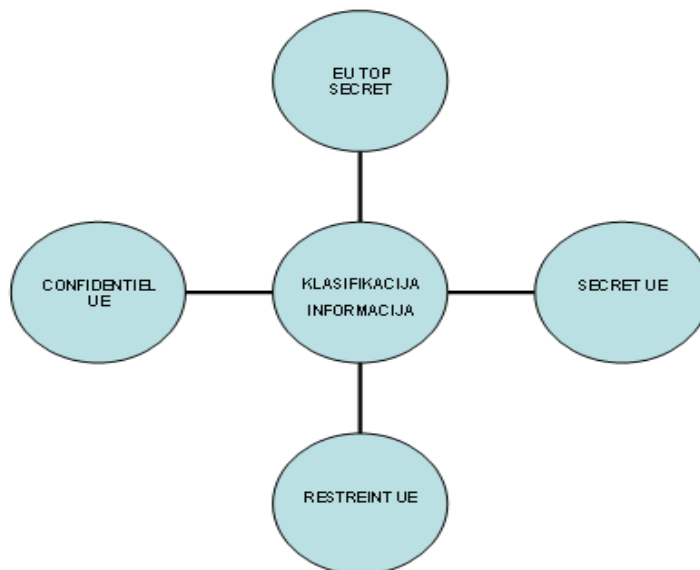 EU TOP
SECRET
CONFIDENTIEL
UE
KLASIFIKACIJA
INFORMACIJA
SECRET UE
RESTREINT UE